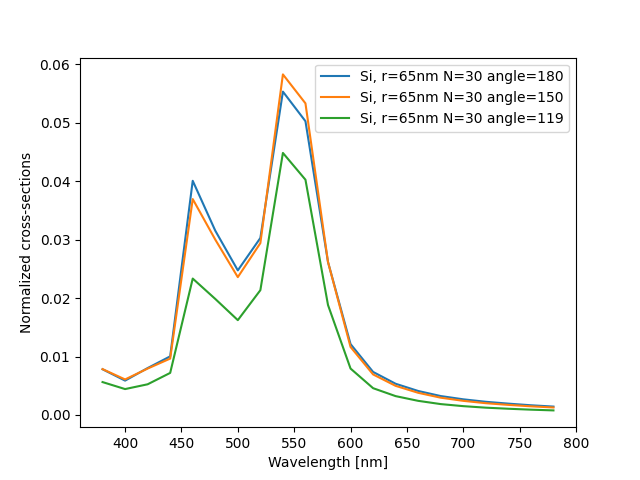 0.06
0.05
0.04
0.03
0.02
0.01
0.00
Normalized cross-sections
Si, r=65nm N=30 angle=180
Si, r=65nm N=30 angle=150
Si, r=65nm N=30 angle=119
400 450 500 550 600 650 700 750 800
Wavelength [nm]